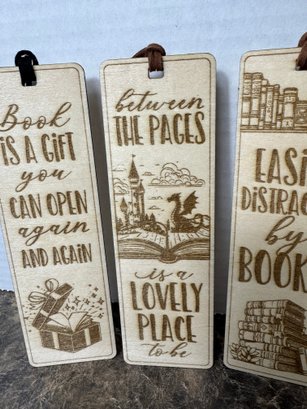 Book
IS A GIFT
you
CAN OPEN
again
AND AGAIN
between
THE PAGES
is a
LOVELY
PLACE
to be
EASI
DISTRAC
by
BOOK